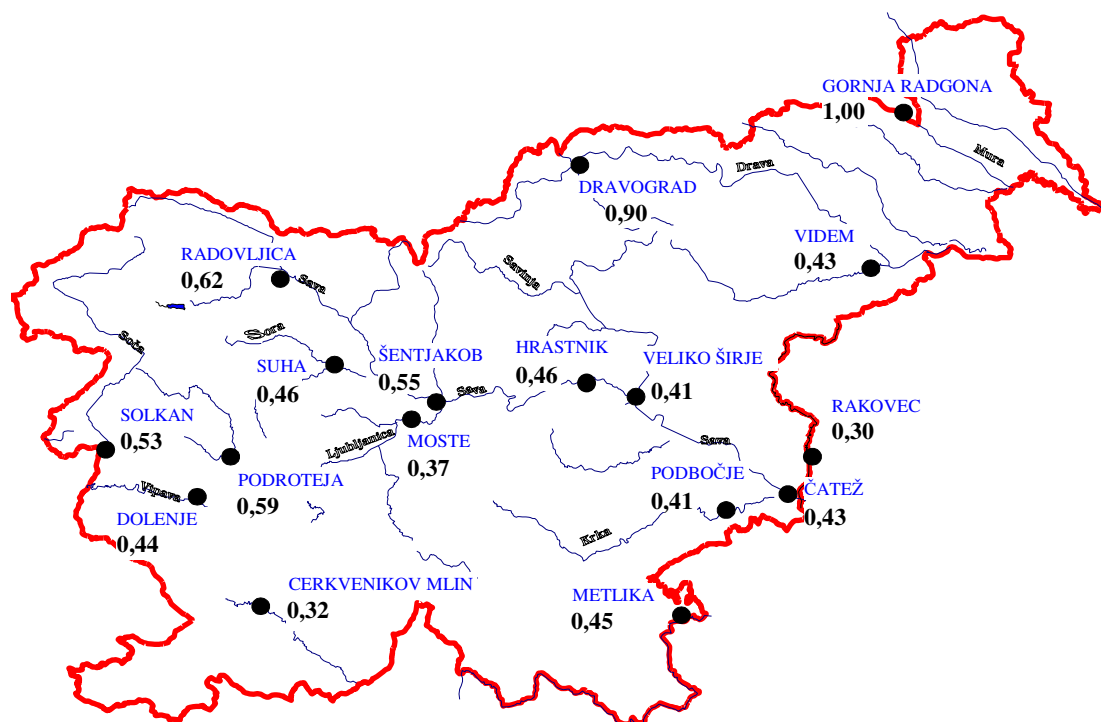 GORNJA RADGONA
1,00
Mura
Drava
DRAVOGRAD
0,90
VIDEM
0,43
RADOVLJICA
0,62
Sava
Savinja
Soča
Sora
SUHA
0,46
ŠENTJAKOB
0,55
Sava
HRASTNIK
0,46
VELIKO ŠIRJE
0,41
SOLKAN
0,53
Ljubljanica
MOSTE
0,37
Sava
RAKOVEC
0,30
PODROTEJA
0,59
Vipava
DOLENJE
0,44
PODBOČJE
0,41
ČATEŽ
0,43
Krka
CERKVENIKOV MLIN
0,32
METLIKA
0,45